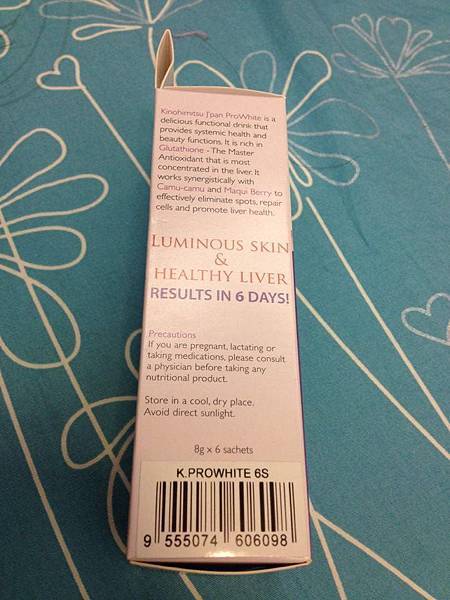 Kinohimitsu J'pan ProWhite is a
delicious functional drink that
provides systemic health and
beauty functions. It is rich in
Glutathione - The Master
Antioxidant that is most
concentrated in the liver. It
works synergistically with
Camu-camu and Maqui Berry to
effectively eliminate spots, repair
cells and promote liver health.
LUMINOUS SKIN
&
HEALTHY LIVER
RESULTS IN 6 DAYS!
Precautions
If you are pregnant, lactating or
taking medications, please consult
a physician before taking any
nutritional product.
Store in a cool, dry place.
Avoid direct sunlight.
8g x 6 sachets
K.PROWHITE 6S
9 555074 606098